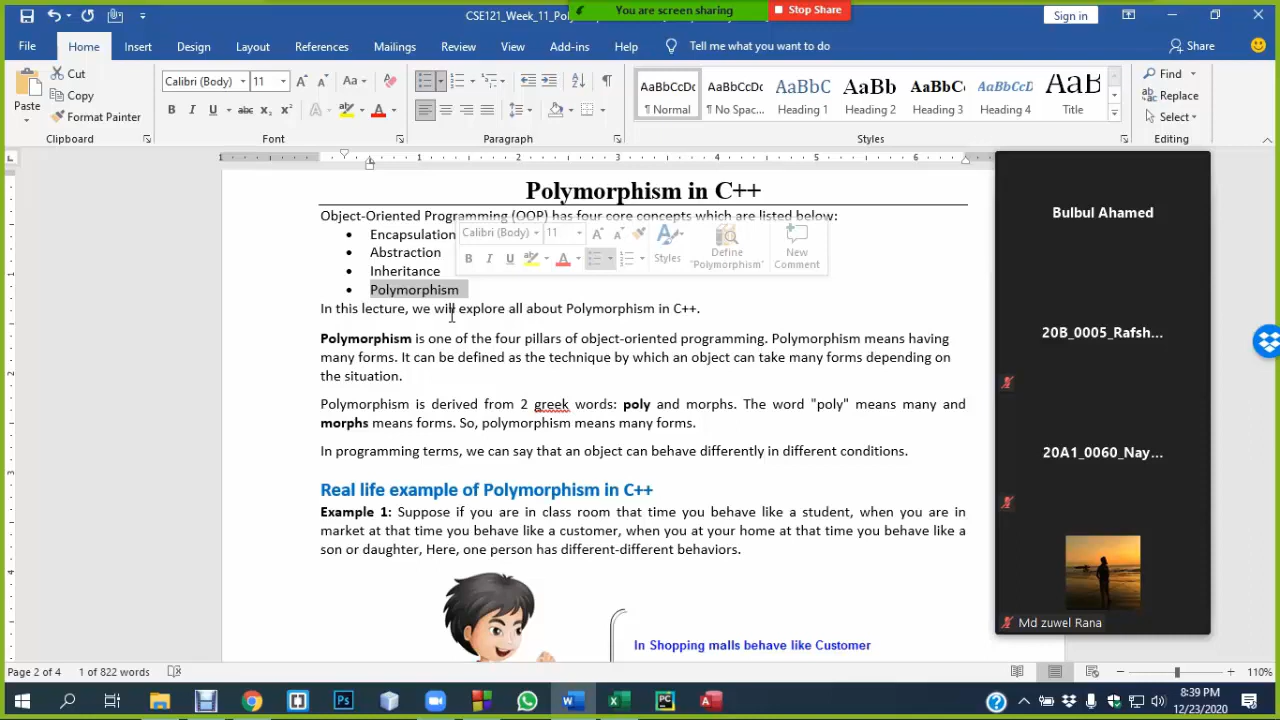 CSE121_Week_11_Pol
You are screen sharing
Stop Share
Sign in
File Home Insert Design Layout References Mailings Review View Add-ins Help Tell me what you want to do Share
Paste
Cut
Copy
Format Painter
Calibri (Body) 11
B I U abc x₂ x²
AaBbCcDc AaBbCcDc AaBbC AaBb AaBbCc AaBbCcD AaB
¶ Normal ¶ No Spac... Heading 1 Heading 2 Heading 3 Heading 4 Title
Find
Replace
Select
Clipboard Font Paragraph Styles Editing
1 1 2 3 4 5 6
Polymorphism in C++
Object-Oriented Programming (OOP) has four core concepts which are listed below:
• Encapsulation
• Abstraction
• Inheritance
• Polymorphism
Calibri (Body) 11
B I U
Styles
Define "Polymorphism"
New Comment
In this lecture, we will explore all about Polymorphism in C++.
Polymorphism is one of the four pillars of object-oriented programming. Polymorphism means having
many forms. It can be defined as the technique by which an object can take many forms depending on
the situation.
Polymorphism is derived from 2 greek words: poly and morphs. The word "poly" means many and
morphs means forms. So, polymorphism means many forms.
In programming terms, we can say that an object can behave differently in different conditions.
Real life example of Polymorphism in C++
Example 1: Suppose if you are in class room that time you behave like a student, when you are in
market at that time you behave like a customer, when you at your home at that time you behave like a
son or daughter, Here, one person has different-different behaviors.
In Shopping malls behave like Customer
Bulbul Ahamed
20B_0005_Rafsh...
20A1_0060_Nay...
Md zuwel Rana
Page 2 of 4 1 of 822 words
110%
8:39 PM
12/23/2020